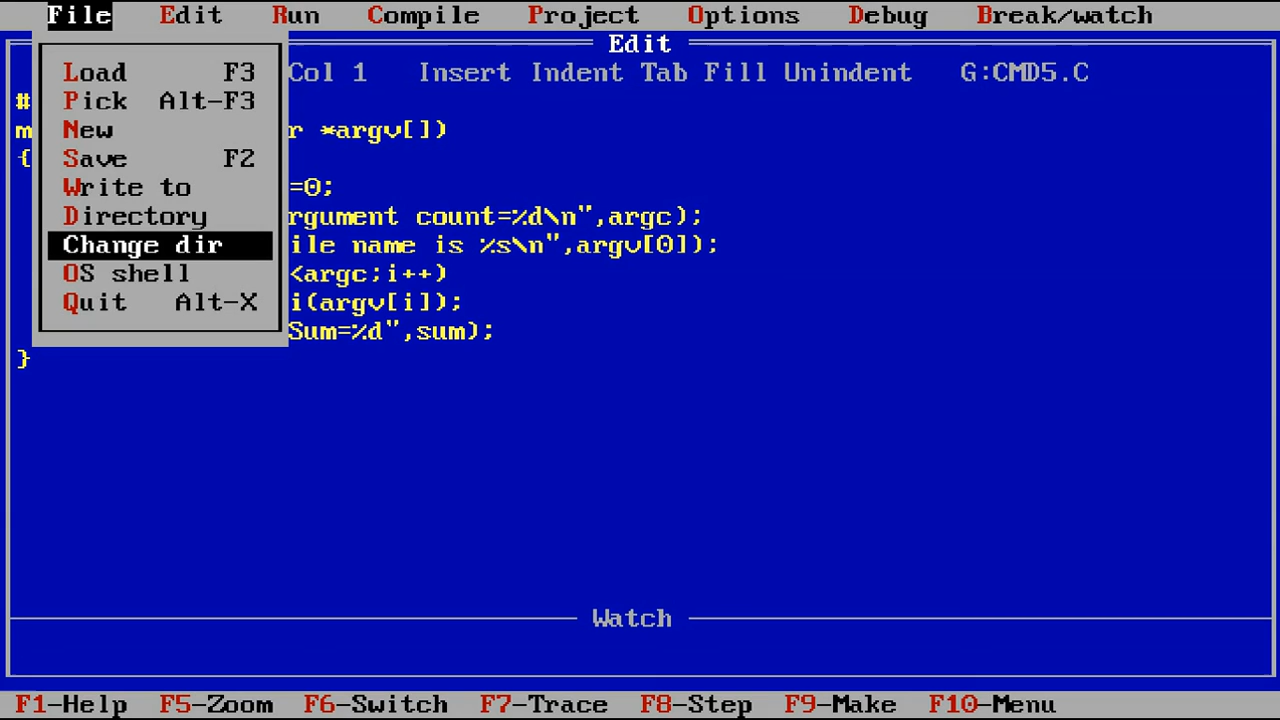 File Edit Run Compile Project Options Debug Break/watch
Edit
Col 1 Insert Indent Tab Fill Unindent G:CMD5.C
Load F3
#
Pick Alt-F3
m New r *argv[])
{ Save F2
Write to =0;
Directory rgument count=%d\n",argc);
Change dir ile name is %s\n",argv[0]);
OS shell <argc;i++)
Quit Alt-X i(argv[i]);
Sum=%d",sum);
}
Watch
F1-Help F5-Zoom F6-Switch F7-Trace F8-Step F9-Make F10-Menu